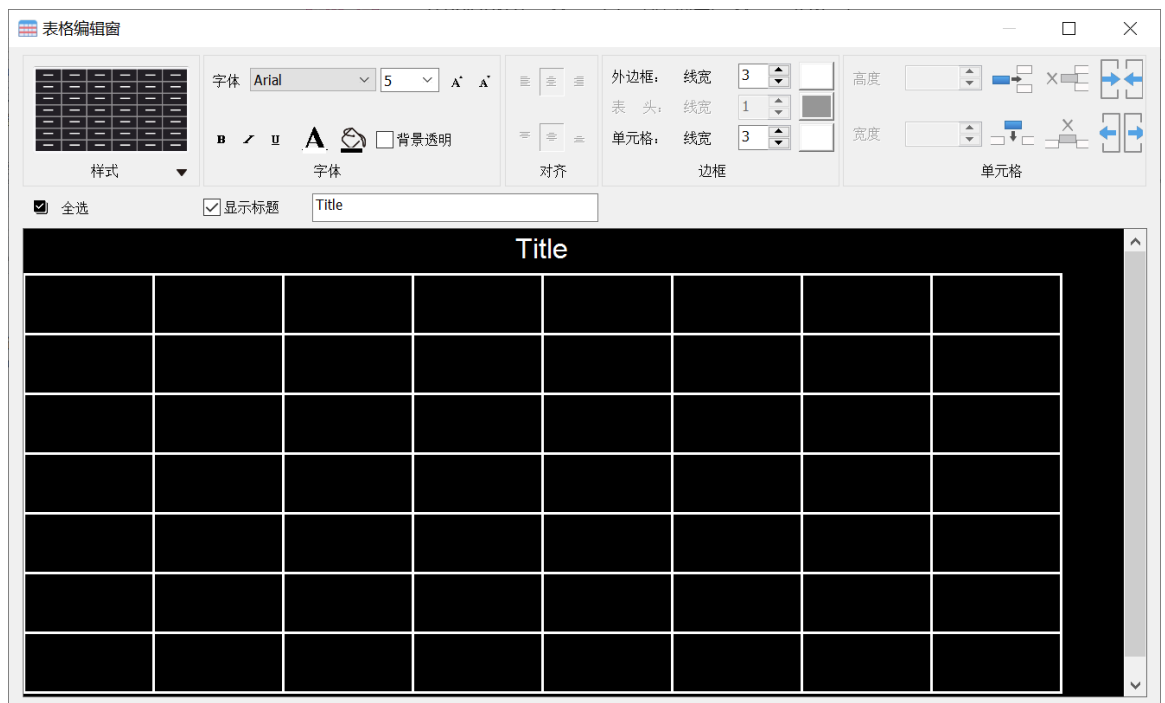 表格编辑窗
字体 Arial 5 A A
外边框： 线宽 3
高度
表 头： 线宽 1
B I U A 背景透明
单元格： 线宽 3
宽度
样式 字体 对齐 边框 单元格
全选 显示标题 Title
Title